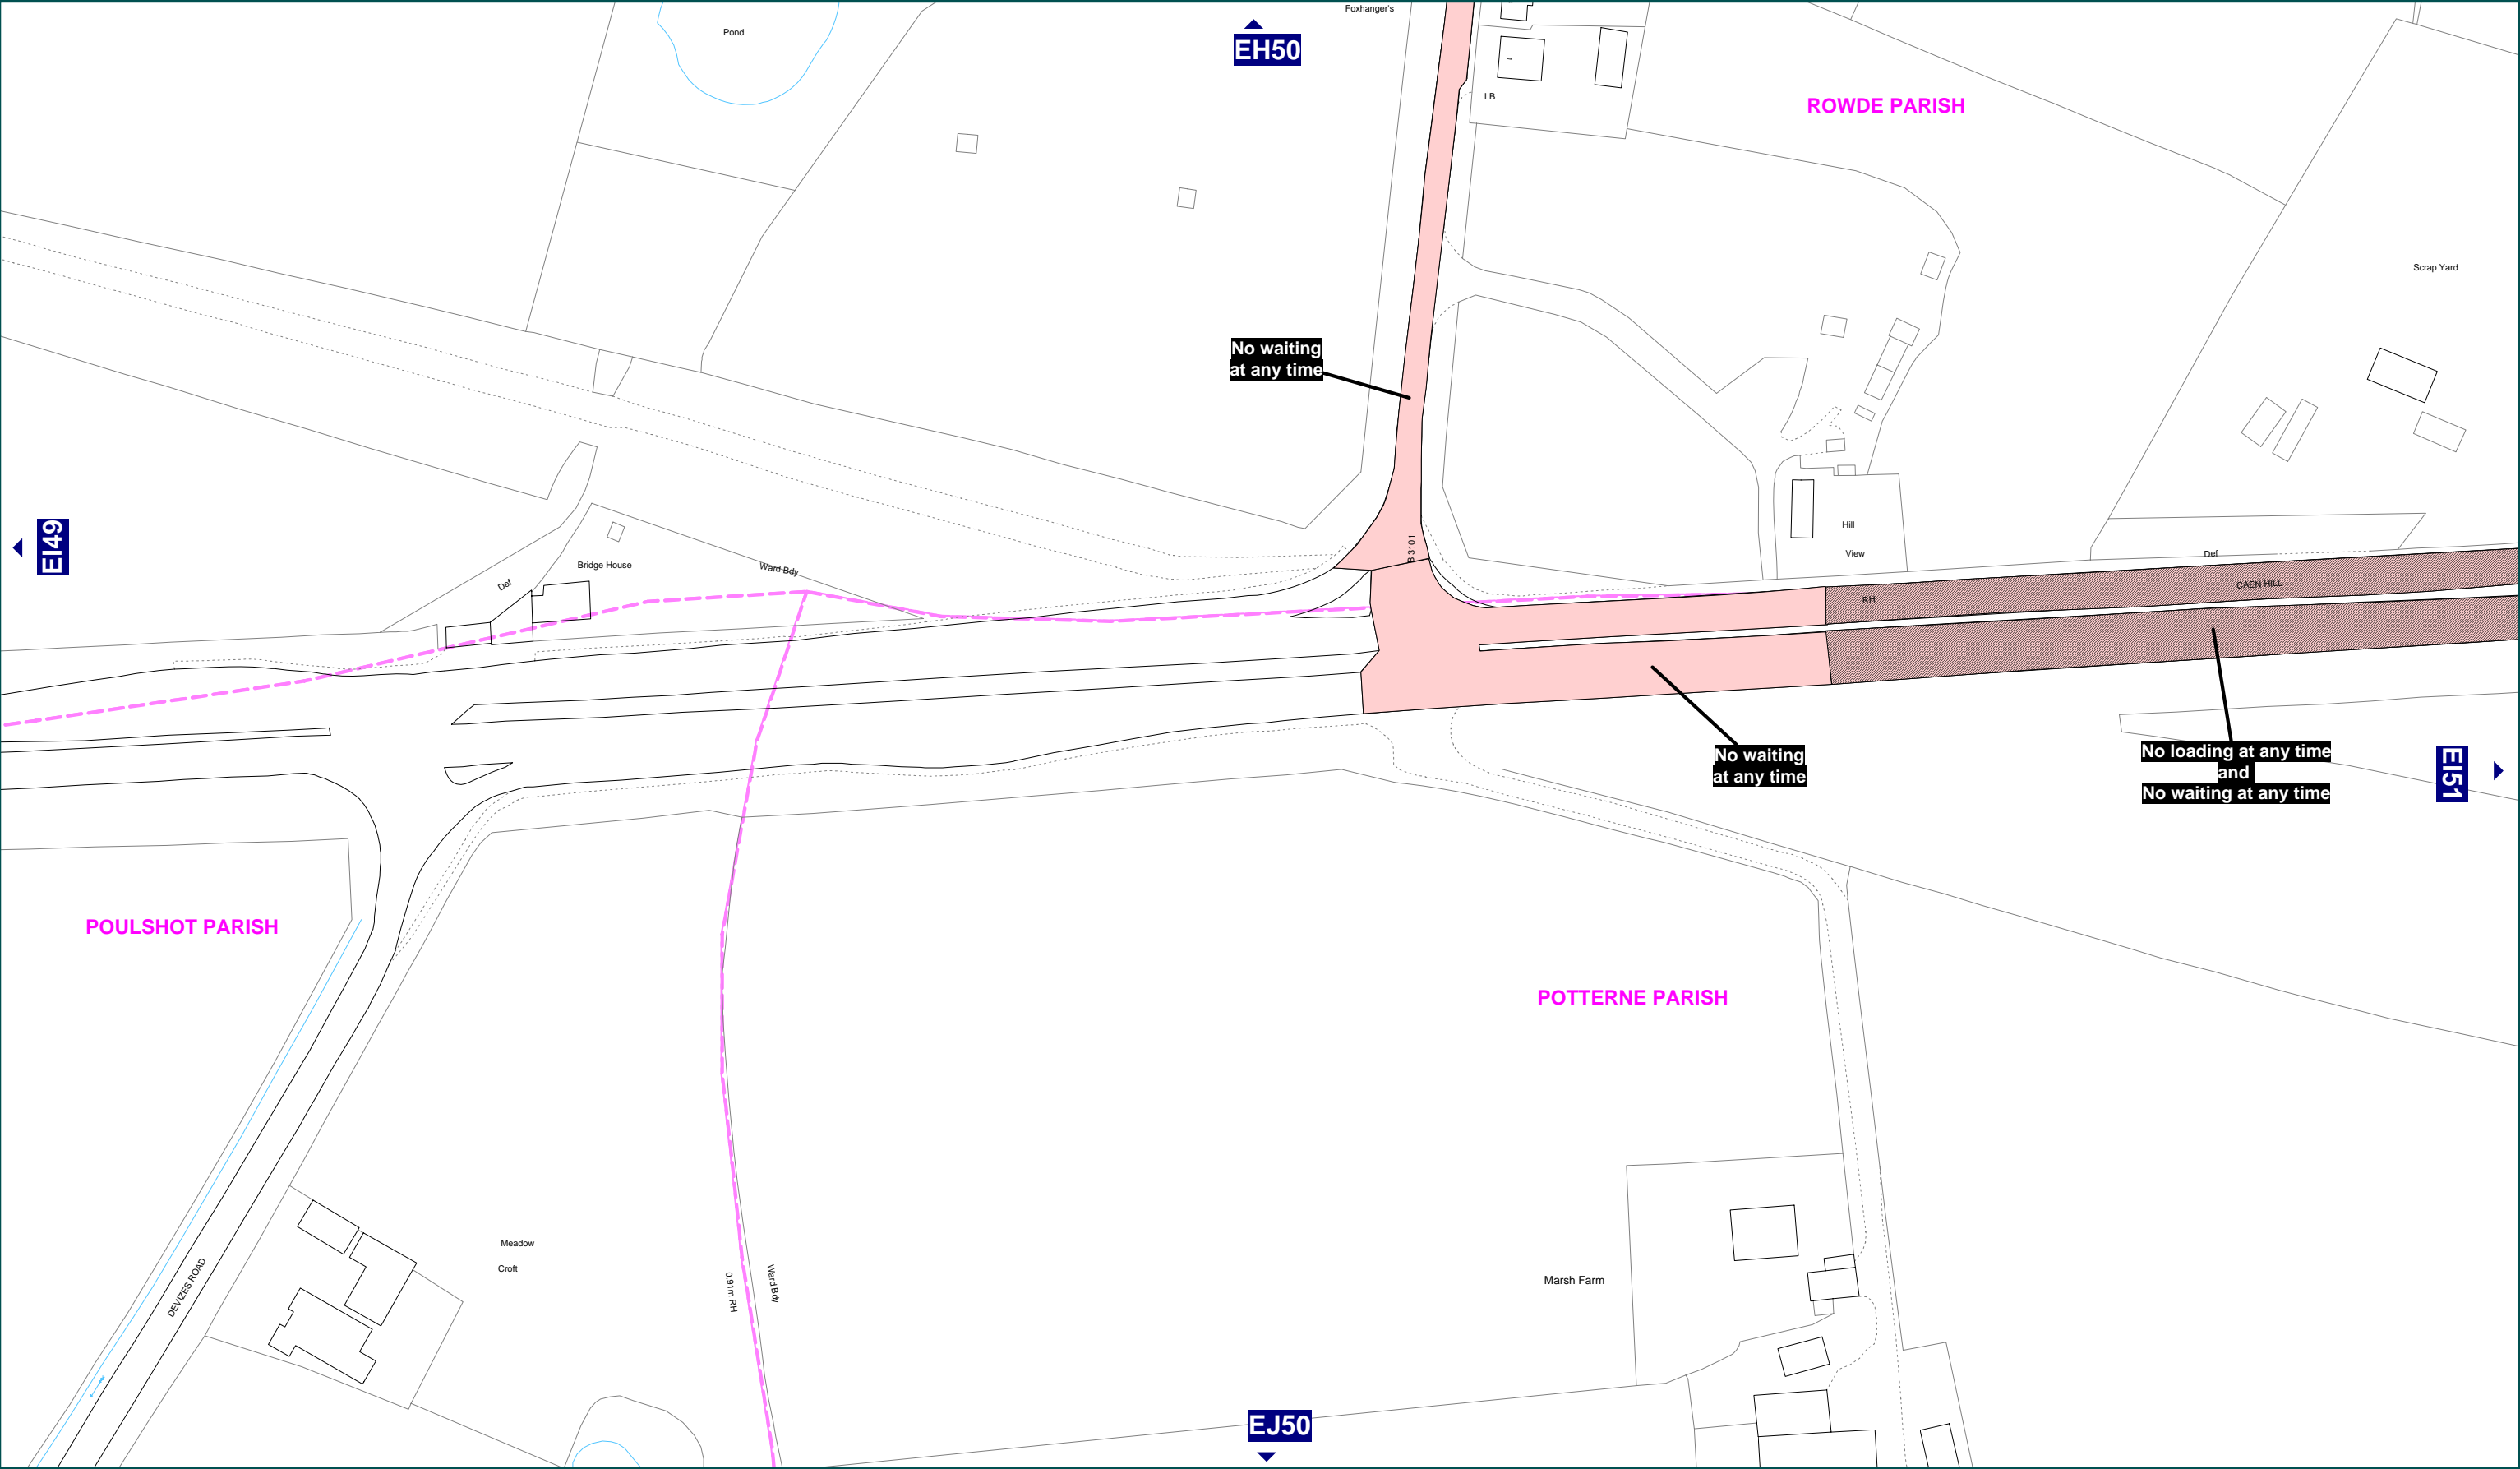 Foxhanger's
Pond
EH50
LB
ROWDE PARISH
Scrap Yard
No waiting
at any time
EI49
Hill
View
B 3101
Def
Bridge House
Ward Bdy
Def
CAEN HILL
RH
No waiting
at any time
No loading at any time
and
No waiting at any time
EI51
POULSHOT PARISH
POTTERNE PARISH
Meadow
Croft
DEVIZES ROAD
0.91m RH
Ward Bdy
Marsh Farm
EJ50